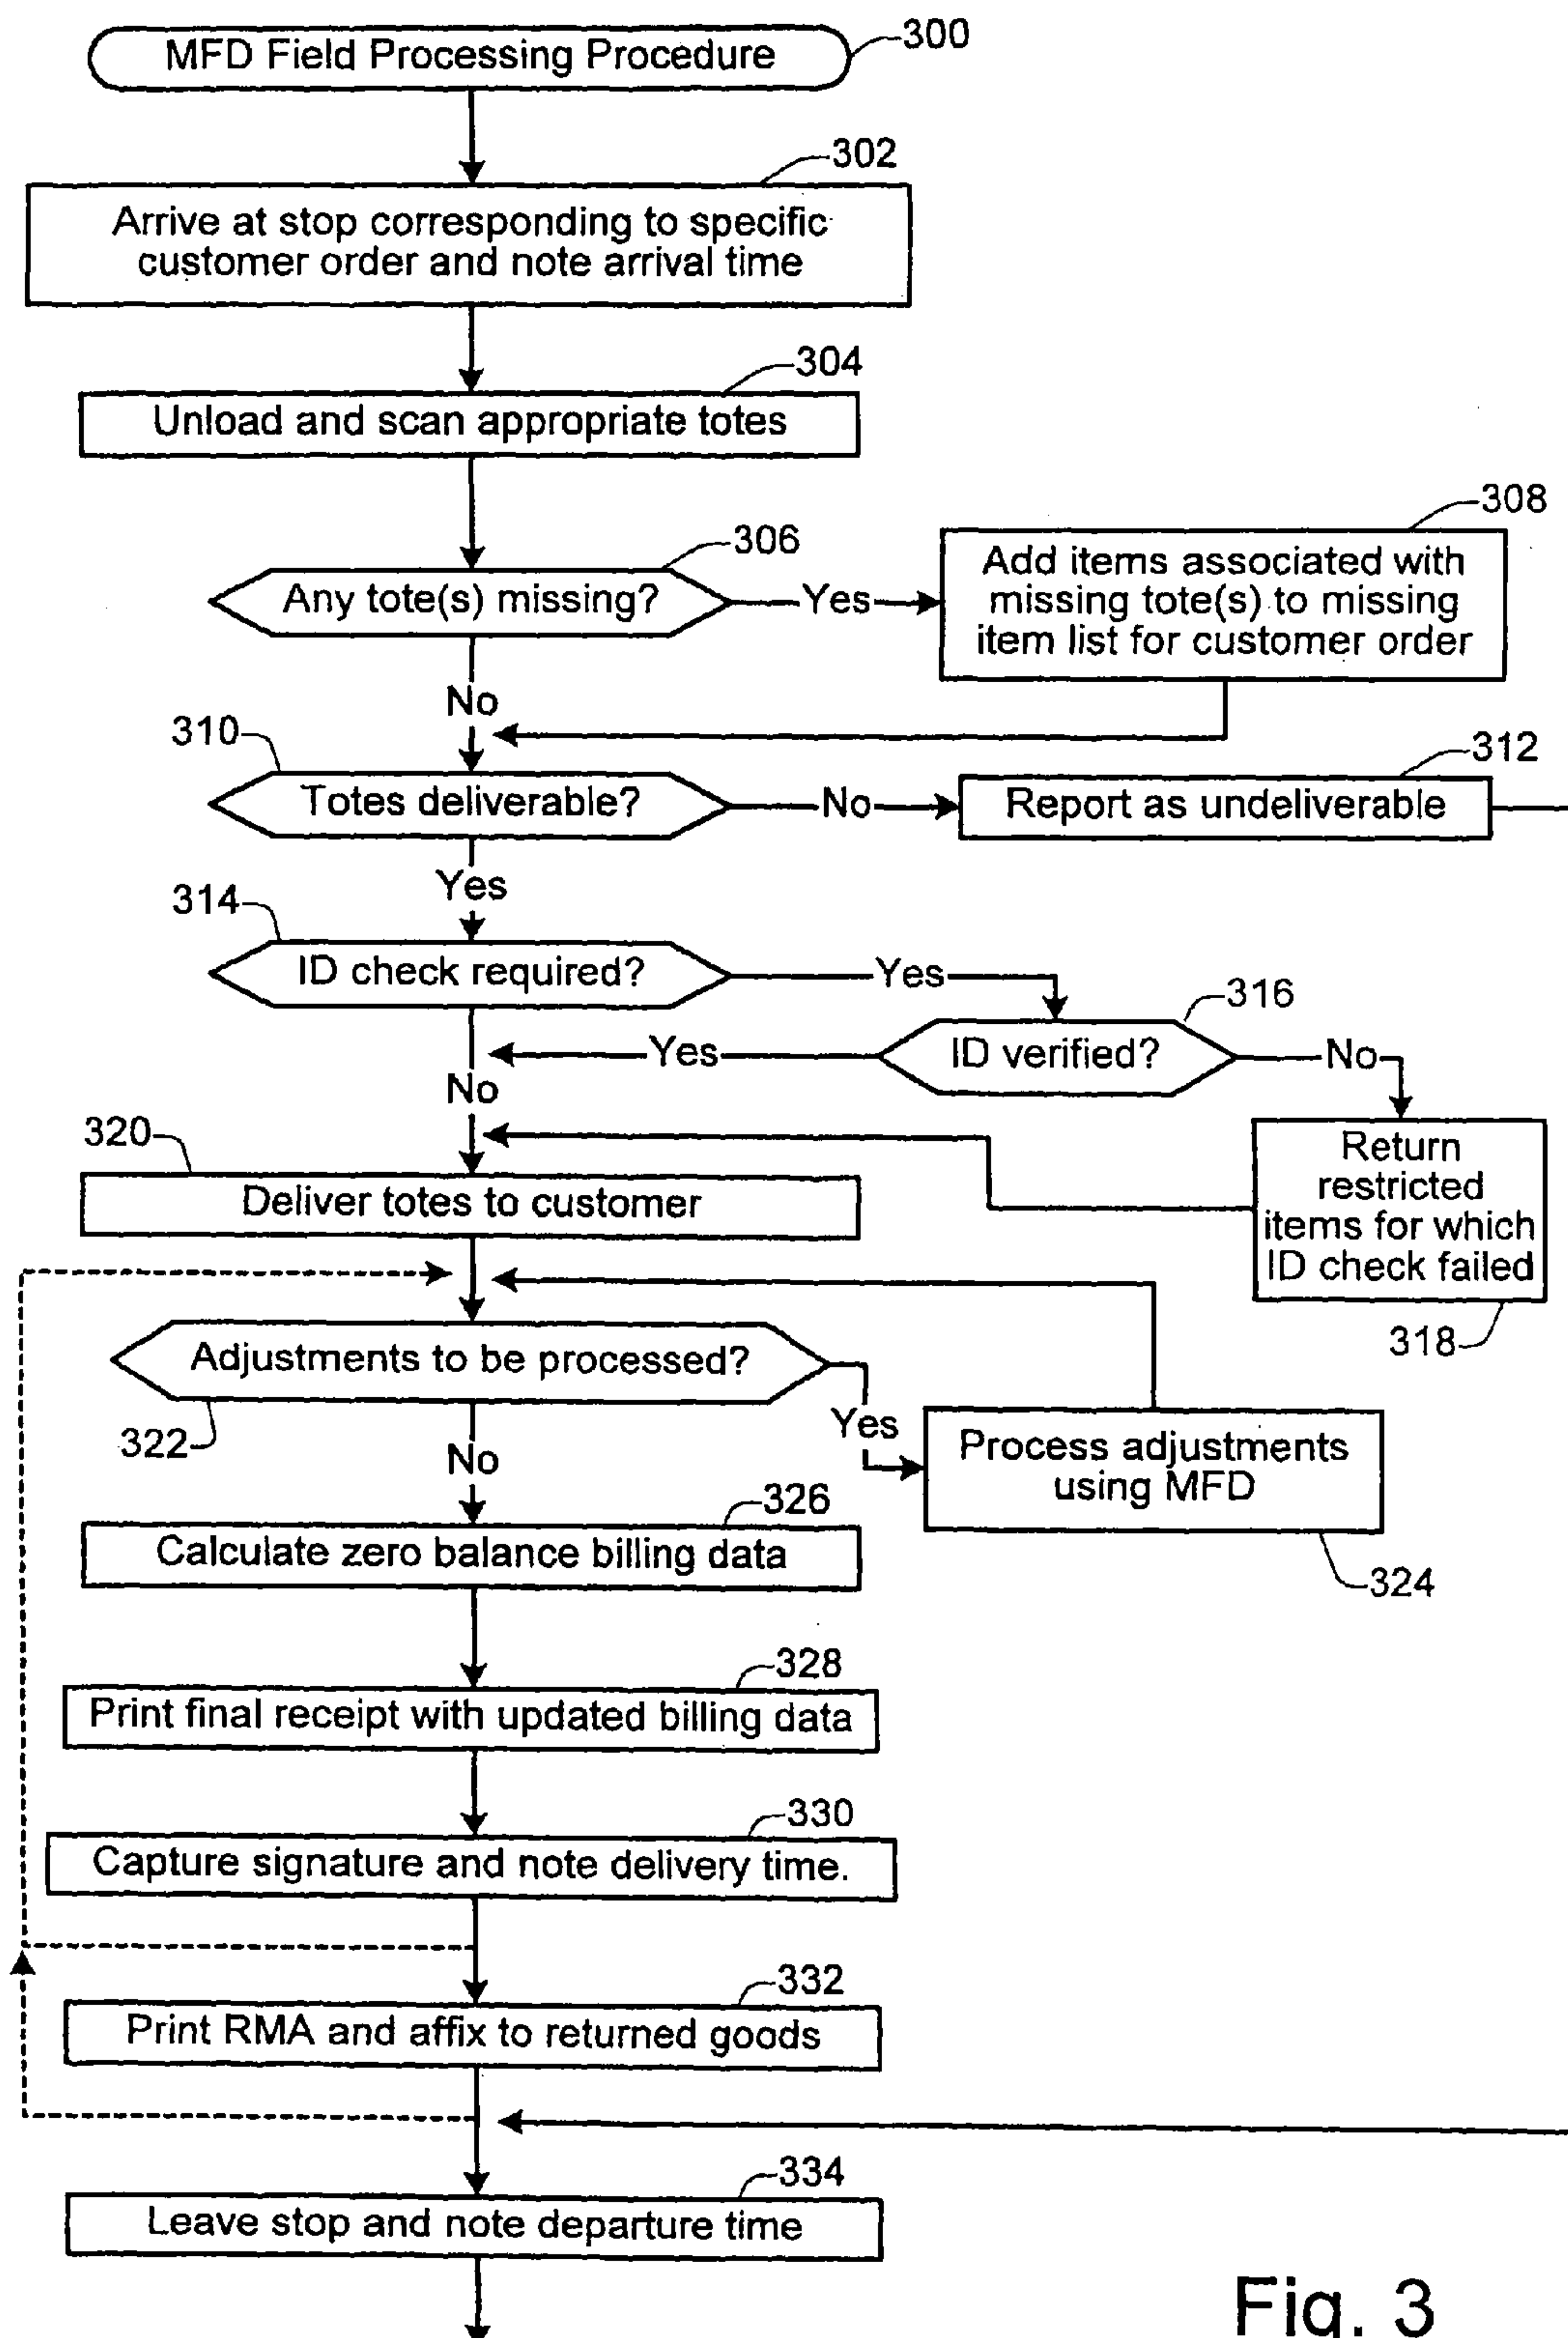 MFD Field Processing Procedure
300
302
Arrive at stop corresponding to specific
customer order and note arrival time
304
Unload and scan appropriate totes
306
Any tote(s) missing?
Yes
308
Add items associated with
missing tote(s) to missing
item list for customer order
No
310
Totes deliverable?
No
312
Report as undeliverable
Yes
314
ID check required?
Yes
316
ID verified?
Yes
No
No
318
Return
restricted
items for which
ID check failed
320
Deliver totes to customer
Adjustments to be processed?
322
Yes
Process adjustments
using MFD
324
No
326
Calculate zero balance billing data
328
Print final receipt with updated billing data
330
Capture signature and note delivery time.
332
Print RMA and affix to returned goods
334
Leave stop and note departure time
Fig. 3